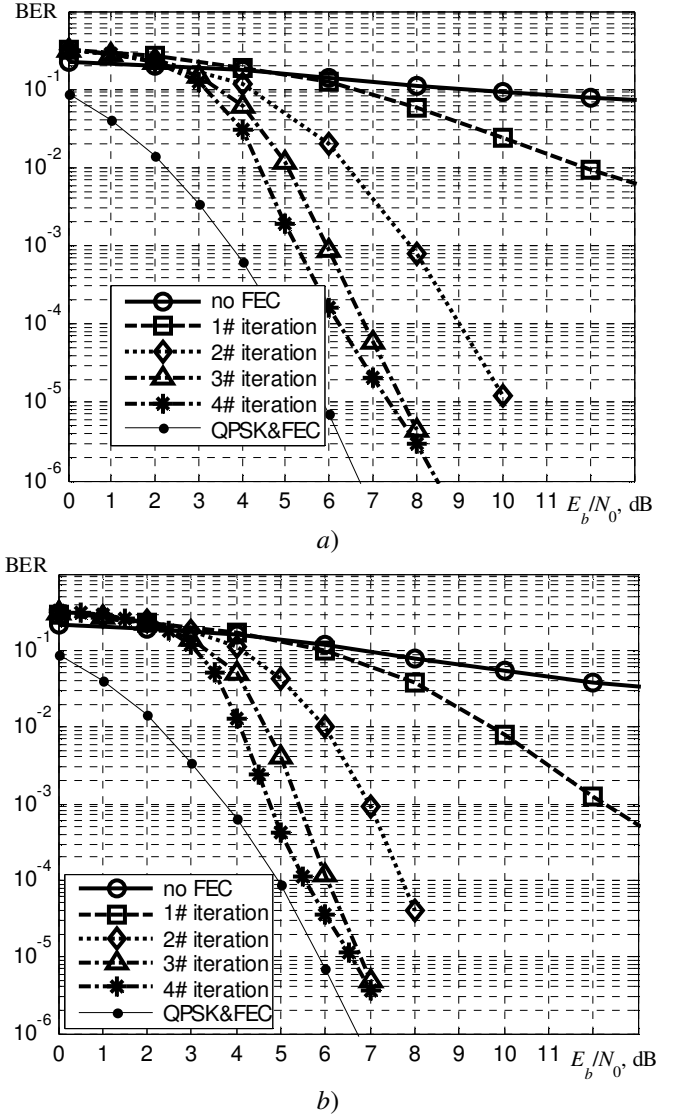 BER
10^-1
10^-2
10^-3
10^-4
10^-5
10^-6
no FEC
1# iteration
2# iteration
3# iteration
4# iteration
QPSK&FEC
0 1 2 3 4 5 6 7 8 9 10 11 E_b/N_0, dB
a)
BER
10^-1
10^-2
10^-3
10^-4
10^-5
10^-6
no FEC
1# iteration
2# iteration
3# iteration
4# iteration
QPSK&FEC
0 1 2 3 4 5 6 7 8 9 10 11 E_b/N_0, dB
b)